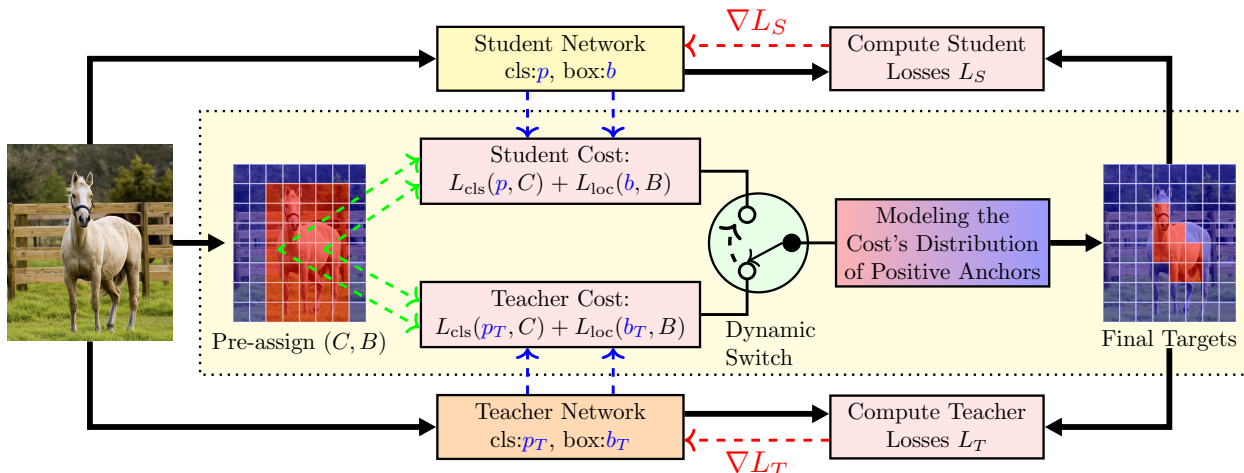 Student Network
cls:p, box:b
∇L_S
Compute Student
Losses L_S
Student Cost:
L_cls(p, C) + L_loc(b, B)
Modeling the
Cost's Distribution
of Positive Anchors
Teacher Cost:
L_cls(p_T, C) + L_loc(b_T, B)
Pre-assign (C, B)
Dynamic
Switch
Final Targets
Teacher Network
cls:p_T, box:b_T
∇L_T
Compute Teacher
Losses L_T